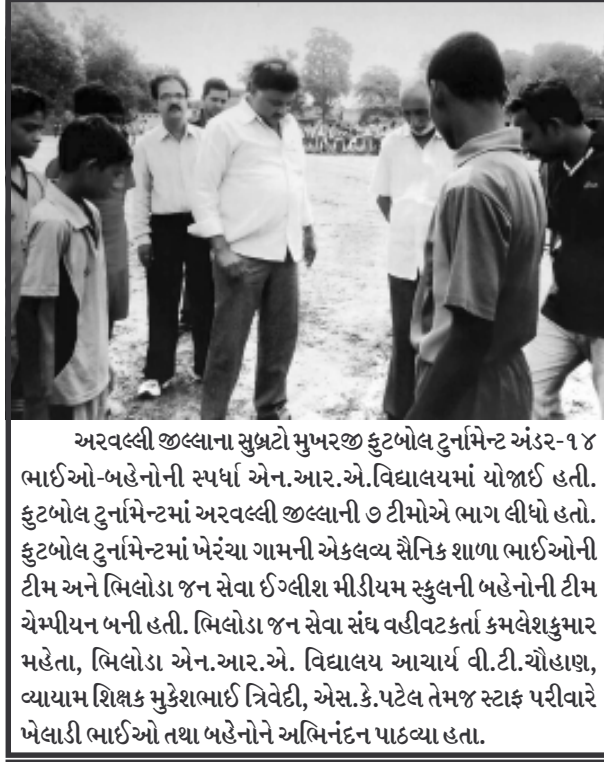 અરવલ્લી જીલ્લાના સુબ્રટો મુખરજી ફુટબોલ ટુર્નામેન્ટ અંડર-૧૪
ભાઈઓ-બહેનોની સ્પર્ધા એન.આર.એ.વિદ્યાલયમાં યોજાઈ હતી.
ફુટબોલ ટુર્નામેન્ટમાં અરવલ્લી જીલ્લાની ૭ ટીમોએ ભાગ લીધો હતો.
ફુટબોલ ટુર્નામેન્ટમાં ખેરંચા ગામની એકલવ્ય સૈનિક શાળા ભાઈઓની
ટીમ અને ભિલોડા જન સેવા ઈગ્લીશ મીડીયમ સ્કુલની બહેનોની ટીમ
ચેમ્પીયન બની હતી. ભિલોડા જન સેવા સંઘ વહીવટકર્તા કમલેશકુમાર
મહેતા, ભિલોડા એન.આર.એ. વિદ્યાલય આચાર્ય વી.ટી.ચૌહાણ,
વ્યાયામ શિક્ષક મુકેશભાઈ ત્રિવેદી, એસ.કે.પટેલ તેમજ સ્ટાફ પરીવારે
ખેલાડી ભાઈઓ તથા બહેનોને અભિનંદન પાઠવ્યા હતા.